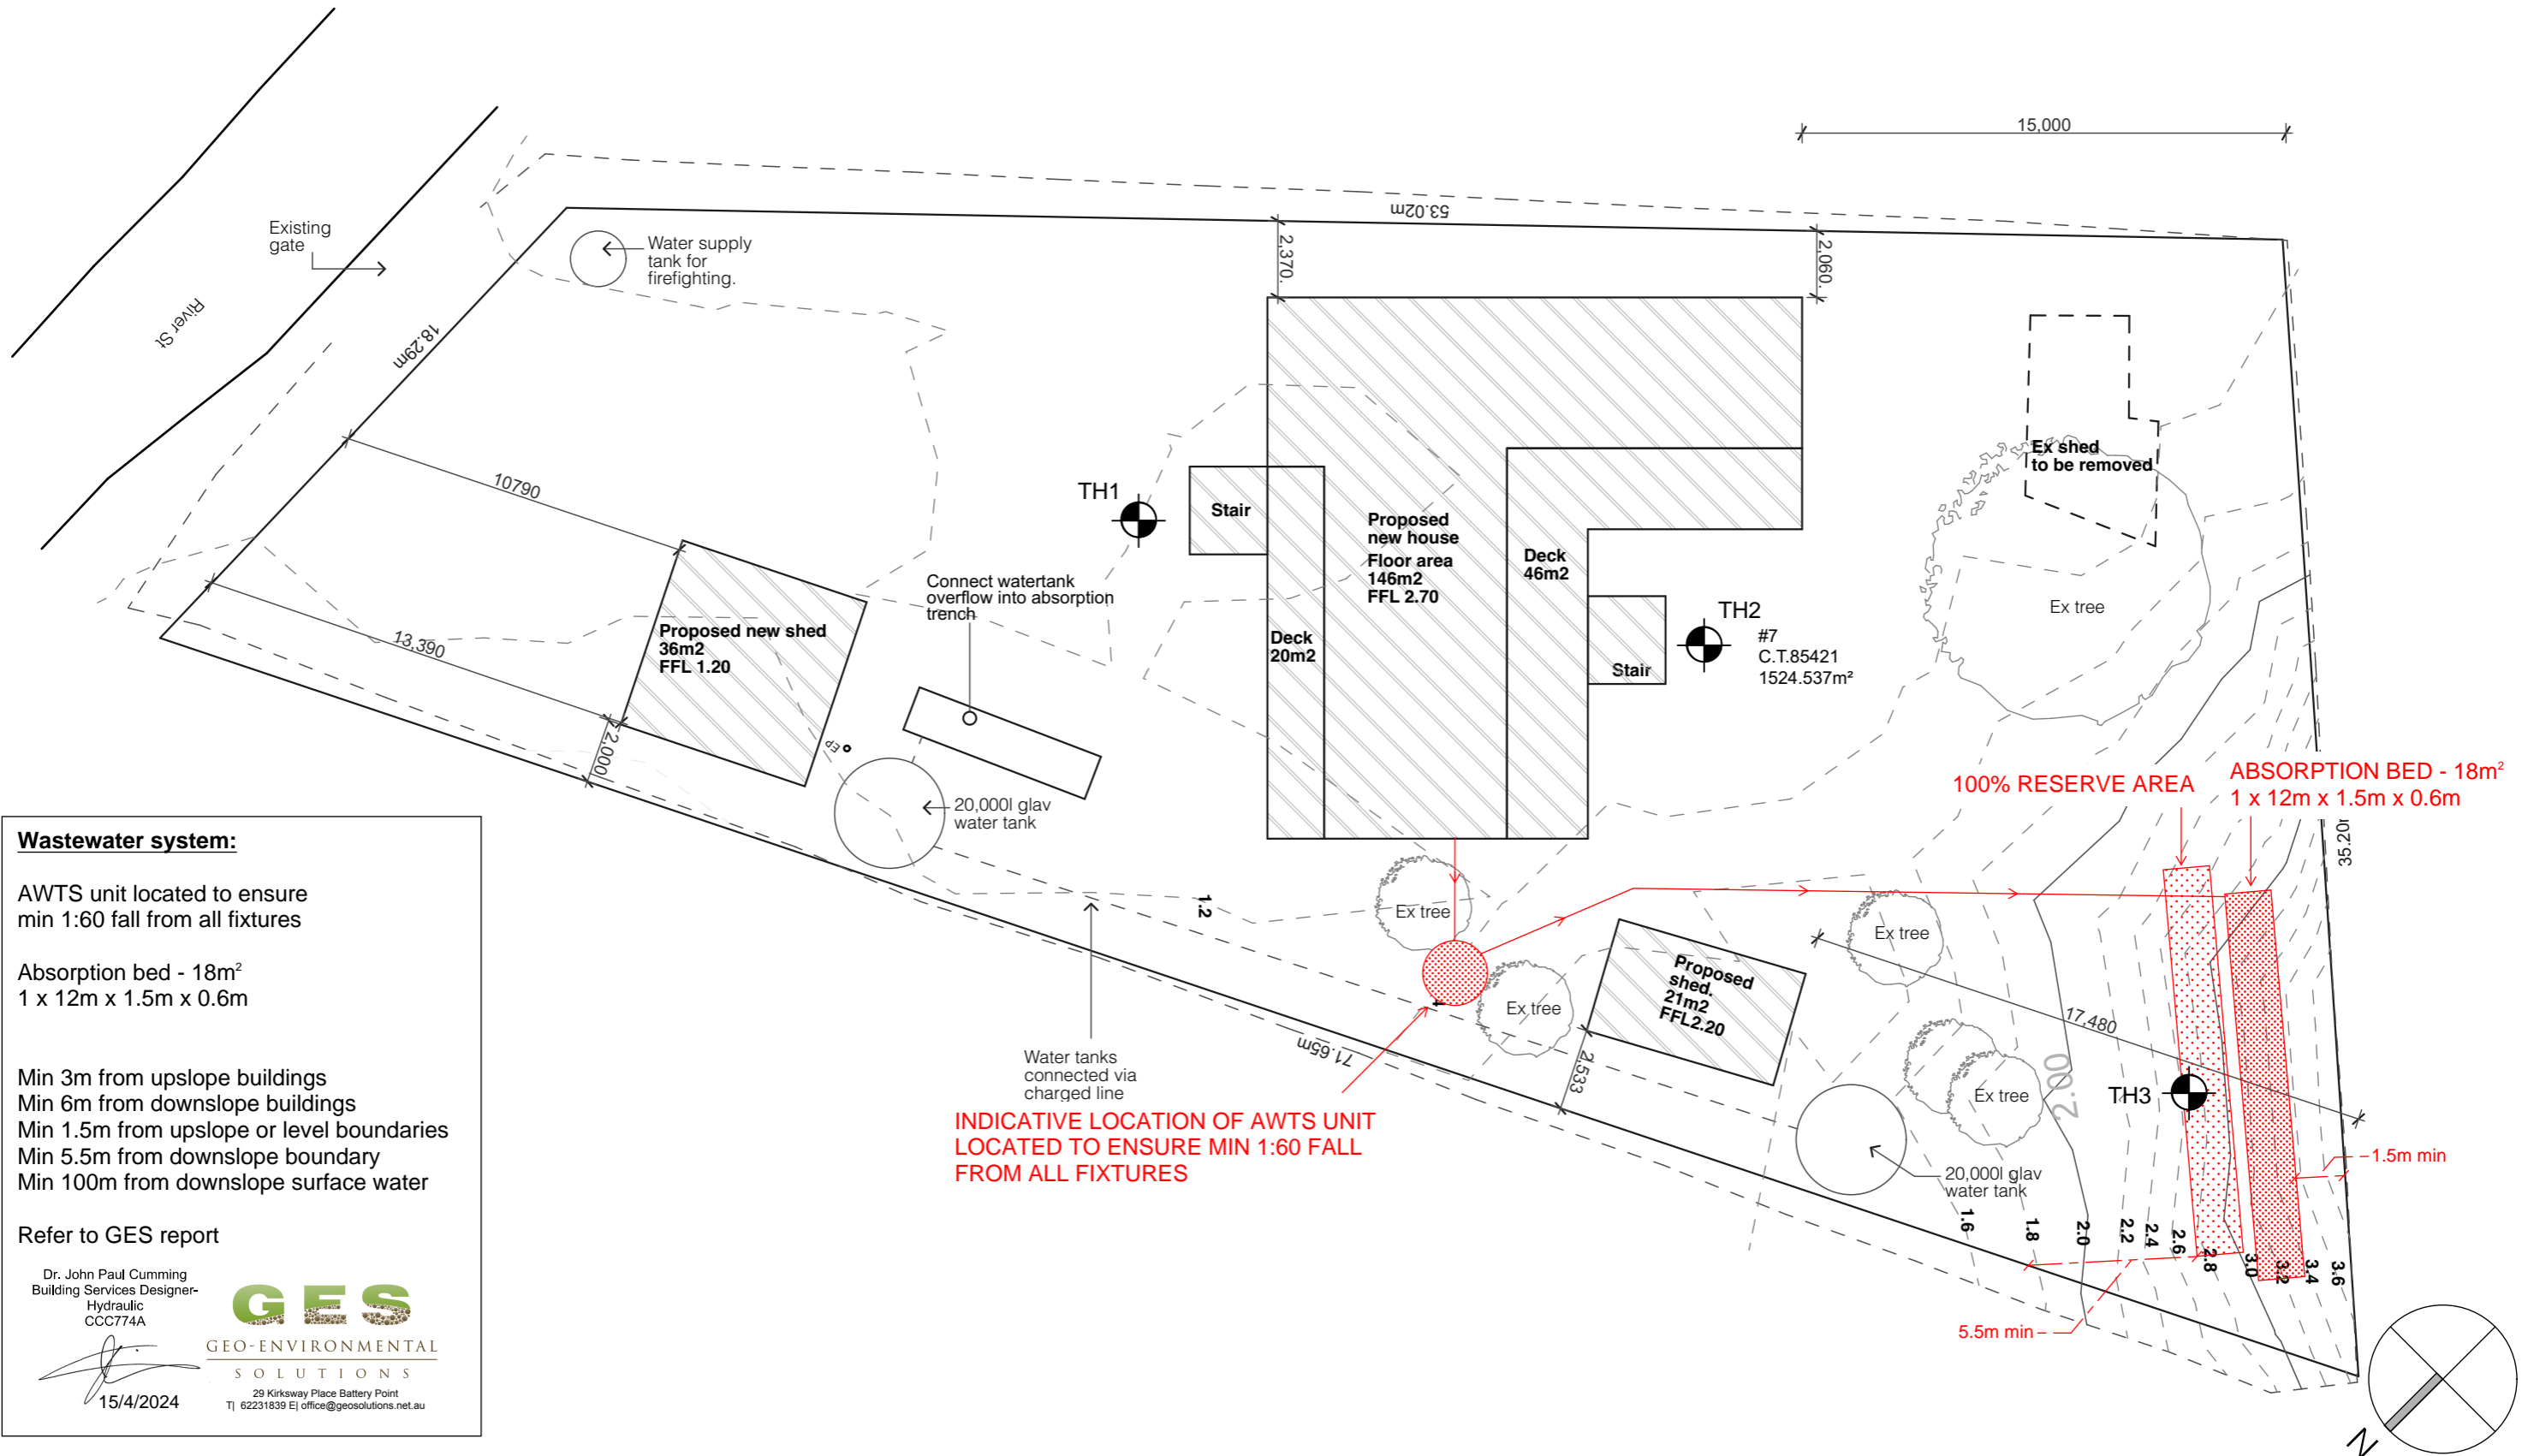 15,000
53.02m
Existing
gate
Water supply
tank for
firefighting.
2,370.
2,060.
River St
18.29m
Ex shed
to be removed
10790
TH1
Stair
Proposed
new house
Floor area
146m2
FFL 2.70
Deck
46m2
Connect watertank
overflow into absorption
trench
Ex tree
TH2
#7
C.T.85421
1524.537m²
13,390
Proposed new shed
36m2
FFL 1.20
Deck
20m2
Stair
2,000
EP
20,000l glav
water tank
100% RESERVE AREA
ABSORPTION BED - 18m²
1 x 12m x 1.5m x 0.6m
35.20
1.2
Ex tree
Ex tree
Ex tree
Proposed
shed.
21m2
FFL2.20
17,480
71.65m
2,533
2.00
Ex tree
TH3
Water tanks
connected via
charged line
INDICATIVE LOCATION OF AWTS UNIT
LOCATED TO ENSURE MIN 1:60 FALL
FROM ALL FIXTURES
20,000l glav
water tank
1.5m min
1.6
1.8
2.0
2.2
2.4
2.6
2.8
3.0
3.2
3.4
3.6
5.5m min
N
Wastewater system:
AWTS unit located to ensure
min 1:60 fall from all fixtures
Absorption bed - 18m²
1 x 12m x 1.5m x 0.6m
Min 3m from upslope buildings
Min 6m from downslope buildings
Min 1.5m from upslope or level boundaries
Min 5.5m from downslope boundary
Min 100m from downslope surface water
Refer to GES report
Dr. John Paul Cumming
Building Services Designer-
Hydraulic
CCC774A
15/4/2024
GES
GEO-ENVIRONMENTAL
SOLUTIONS
29 Kirksway Place Battery Point
T| 62231839 E| office@geosolutions.net.au